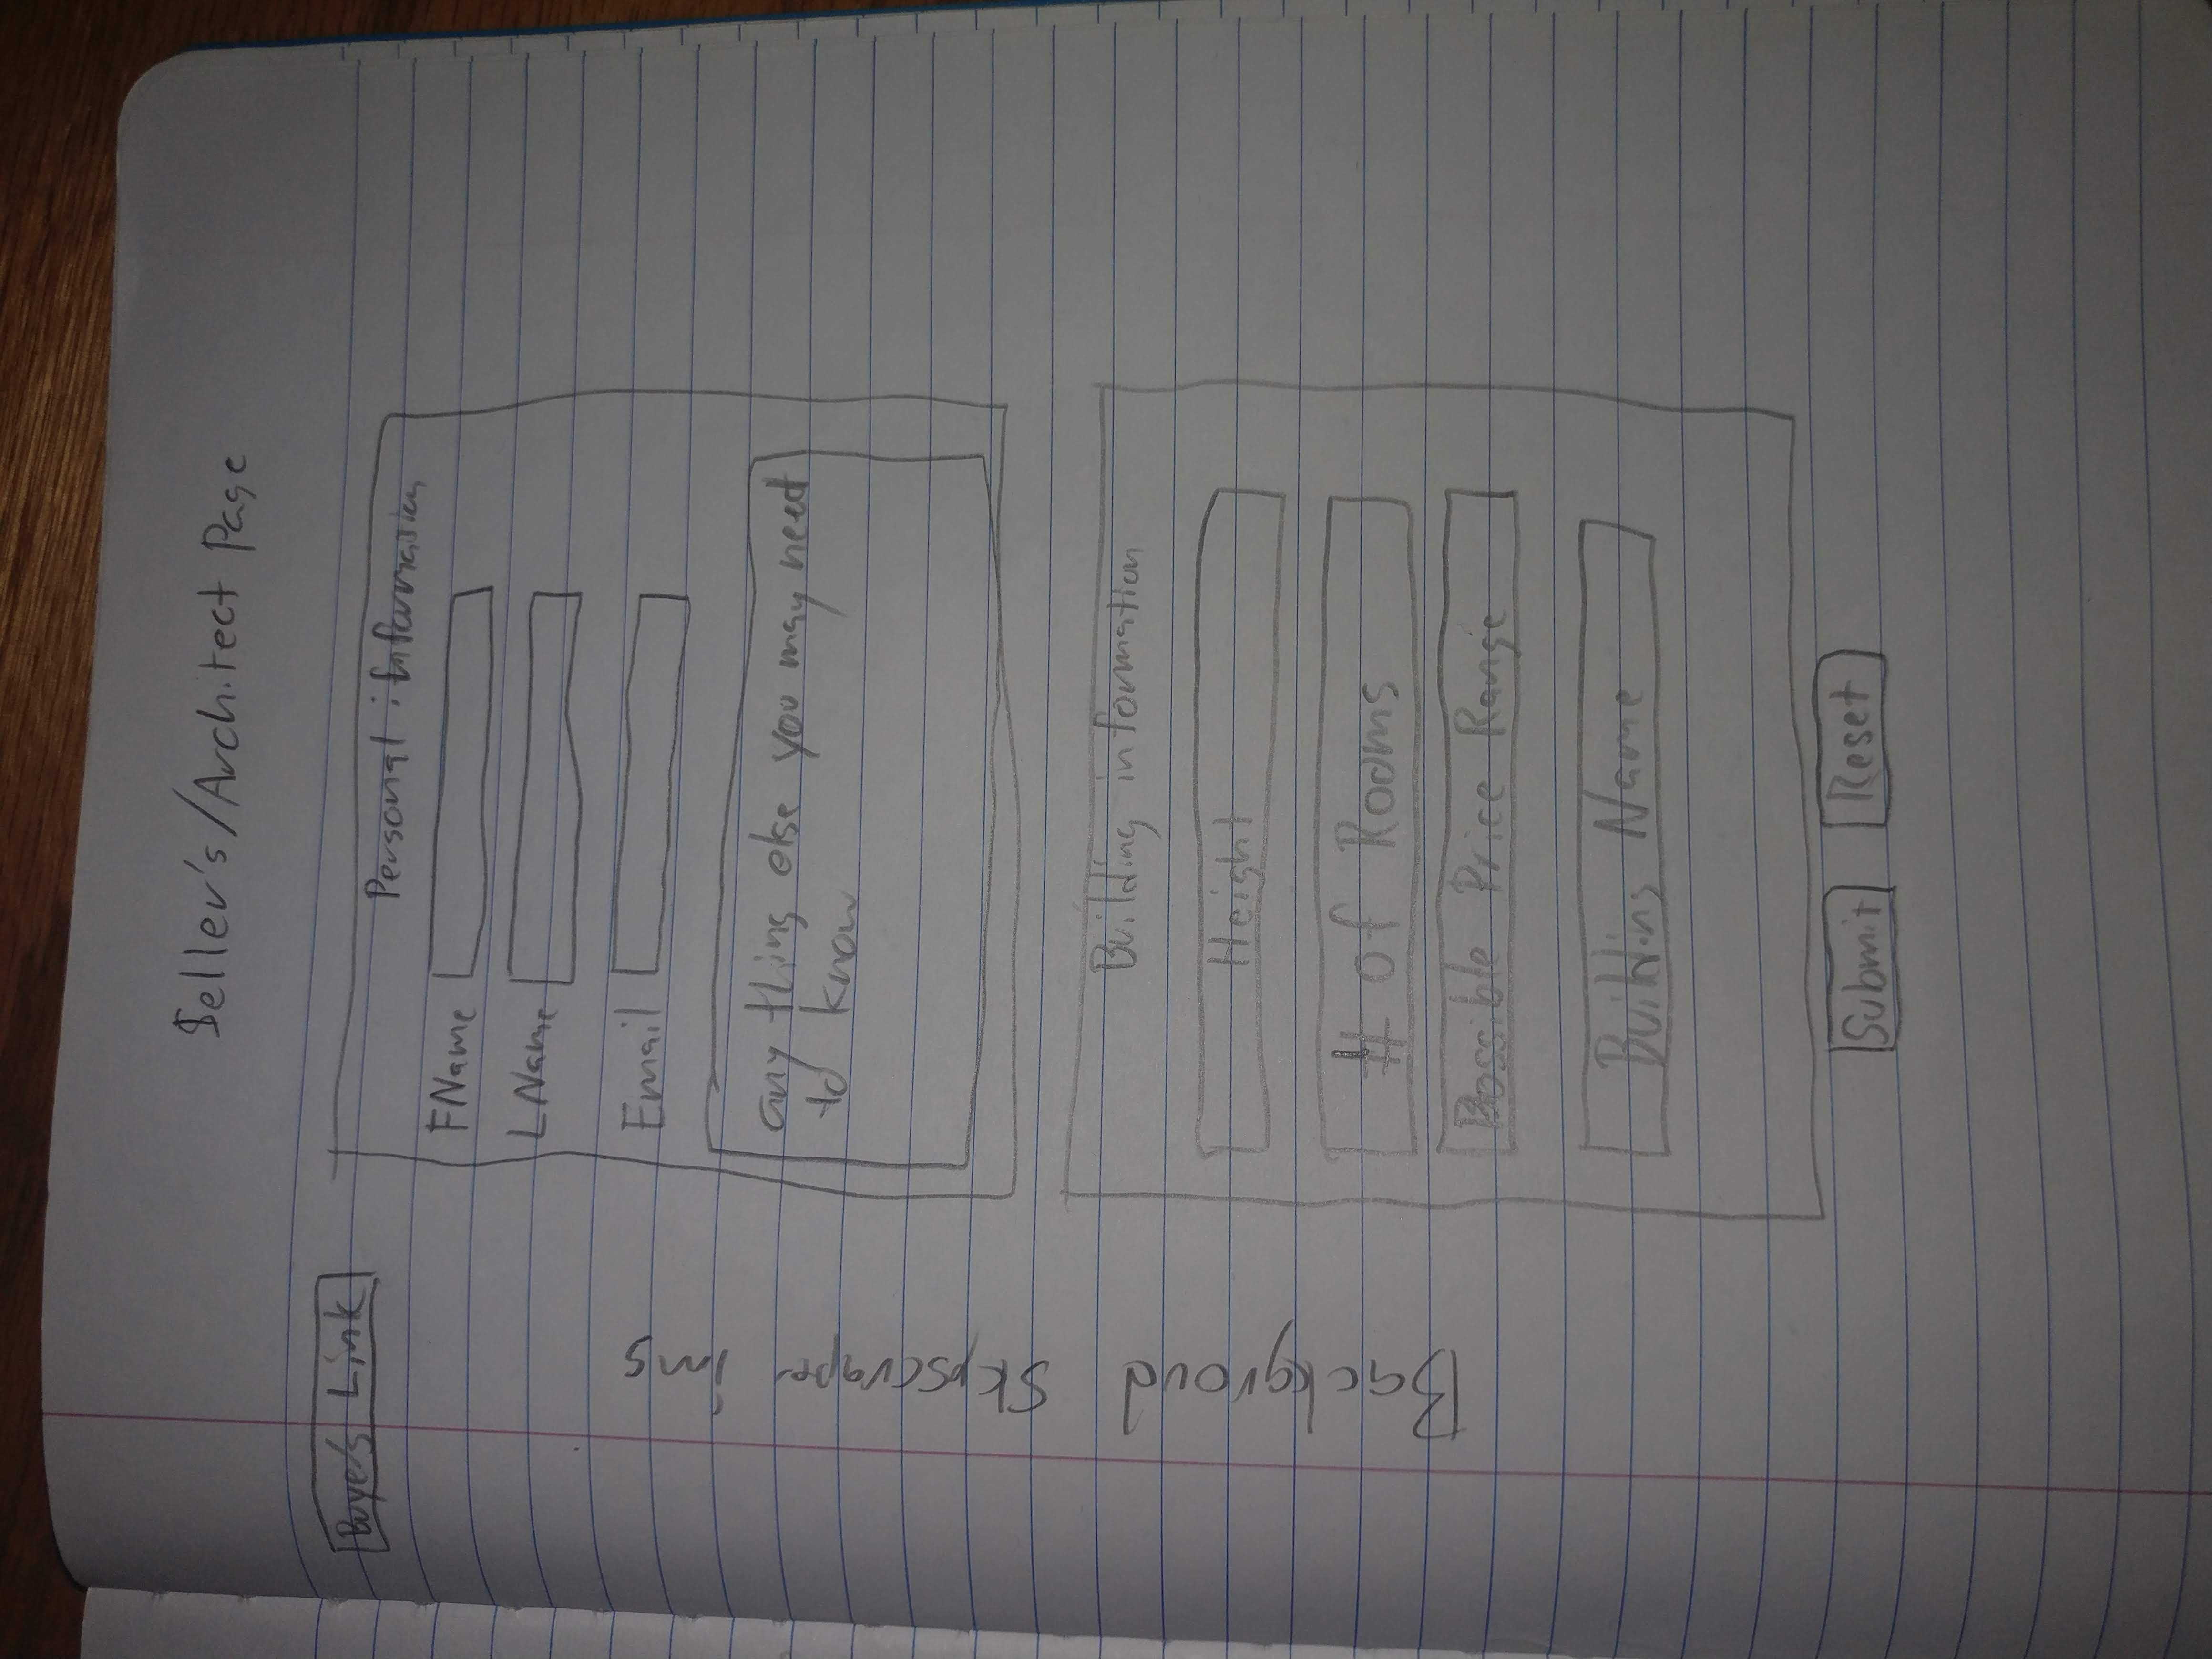 Seller's/Architect Page
Buyers Link
Personal information
FName
LName
Email
any thing else you may need
to know
Backgroud Skyscraper img
Building information
Height
# of Rooms
Possible Price Range
Building Name
Submit
Reset